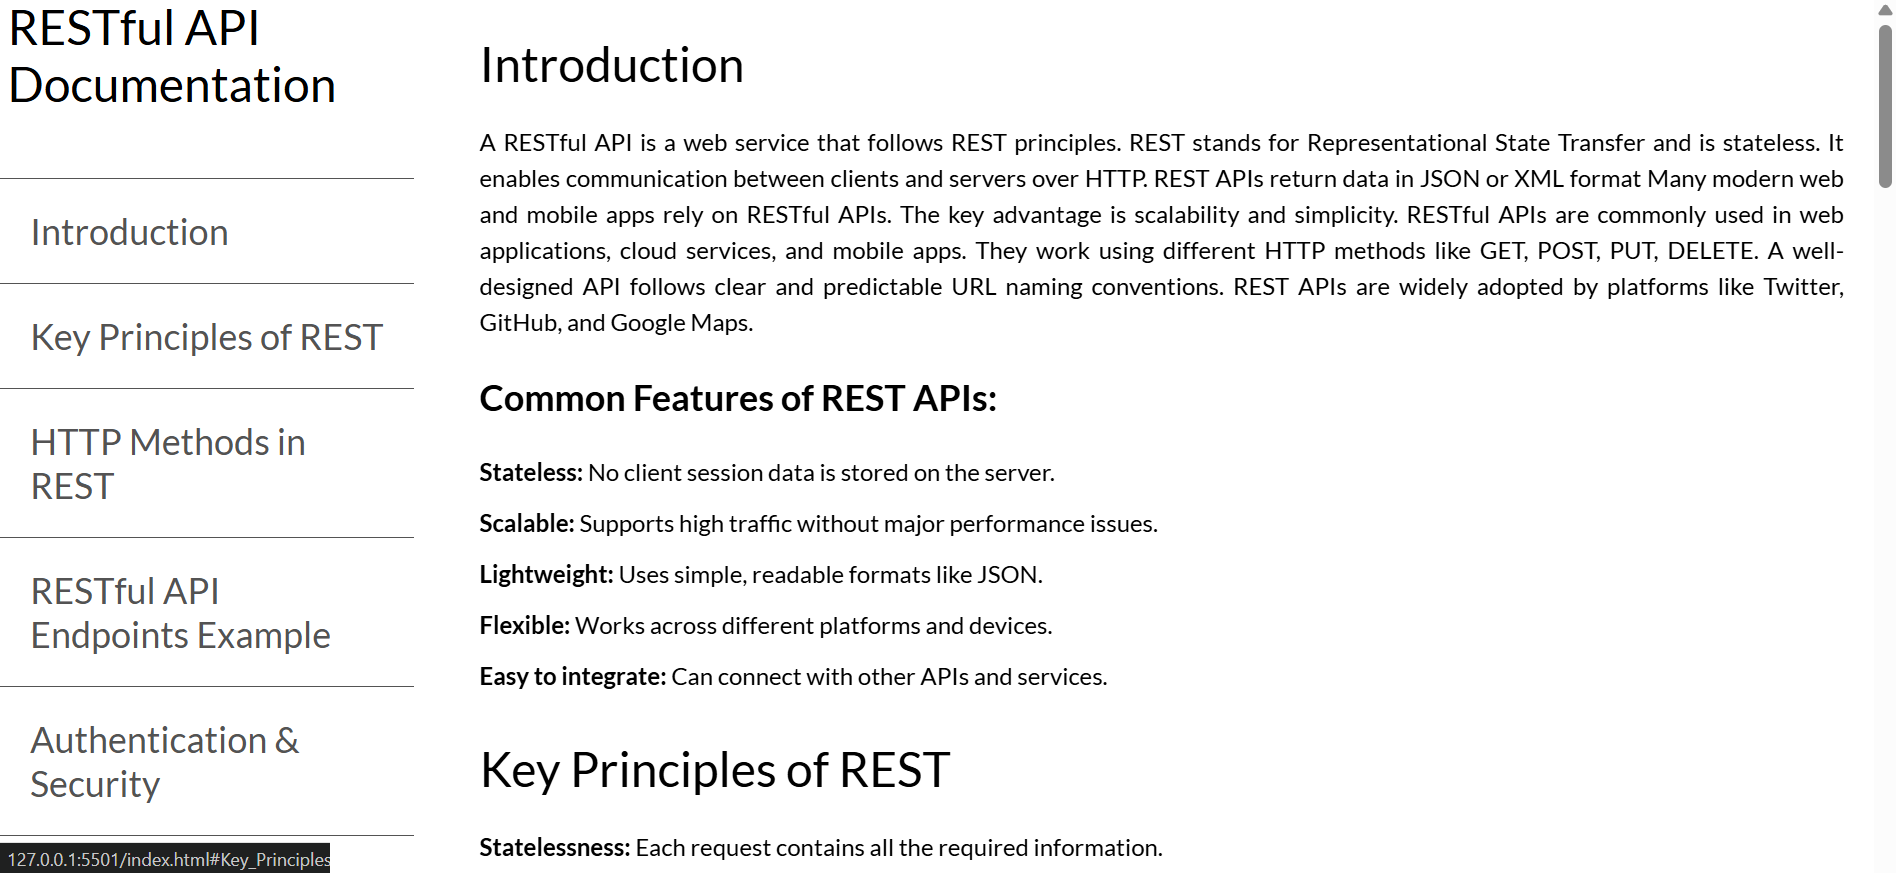 RESTful API
Documentation
Introduction
Key Principles of REST
HTTP Methods in
REST
RESTful API
Endpoints Example
Authentication &
Security
127.0.0.1:5501/index.html#Key_Principles
Introduction
A RESTful API is a web service that follows REST principles. REST stands for Representational State Transfer and is stateless. It
enables communication between clients and servers over HTTP. REST APIs return data in JSON or XML format Many modern web
and mobile apps rely on RESTful APIs. The key advantage is scalability and simplicity. RESTful APIs are commonly used in web
applications, cloud services, and mobile apps. They work using different HTTP methods like GET, POST, PUT, DELETE. A well-
designed API follows clear and predictable URL naming conventions. REST APIs are widely adopted by platforms like Twitter,
GitHub, and Google Maps.
Common Features of REST APIs:
Stateless: No client session data is stored on the server.
Scalable: Supports high traffic without major performance issues.
Lightweight: Uses simple, readable formats like JSON.
Flexible: Works across different platforms and devices.
Easy to integrate: Can connect with other APIs and services.
Key Principles of REST
Statelessness: Each request contains all the required information.